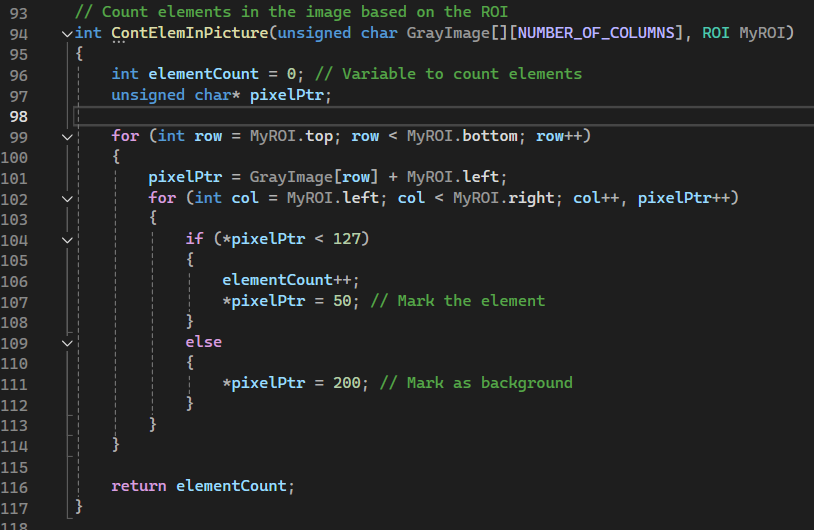 93 // Count elements in the image based on the ROI
94 int ContElemInPicture(unsigned char GrayImage[][NUMBER_OF_COLUMNS], ROI MyROI)
95 {
96 int elementCount = 0; // Variable to count elements
97 unsigned char* pixelPtr;
98
99 for (int row = MyROI.top; row < MyROI.bottom; row++)
100 {
101 pixelPtr = GrayImage[row] + MyROI.left;
102 for (int col = MyROI.left; col < MyROI.right; col++, pixelPtr++)
103 {
104 if (*pixelPtr < 127)
105 {
106 elementCount++;
107 *pixelPtr = 50; // Mark the element
108 }
109 else
110 {
111 *pixelPtr = 200; // Mark as background
112 }
113 }
114 }
115
116 return elementCount;
117 }
118